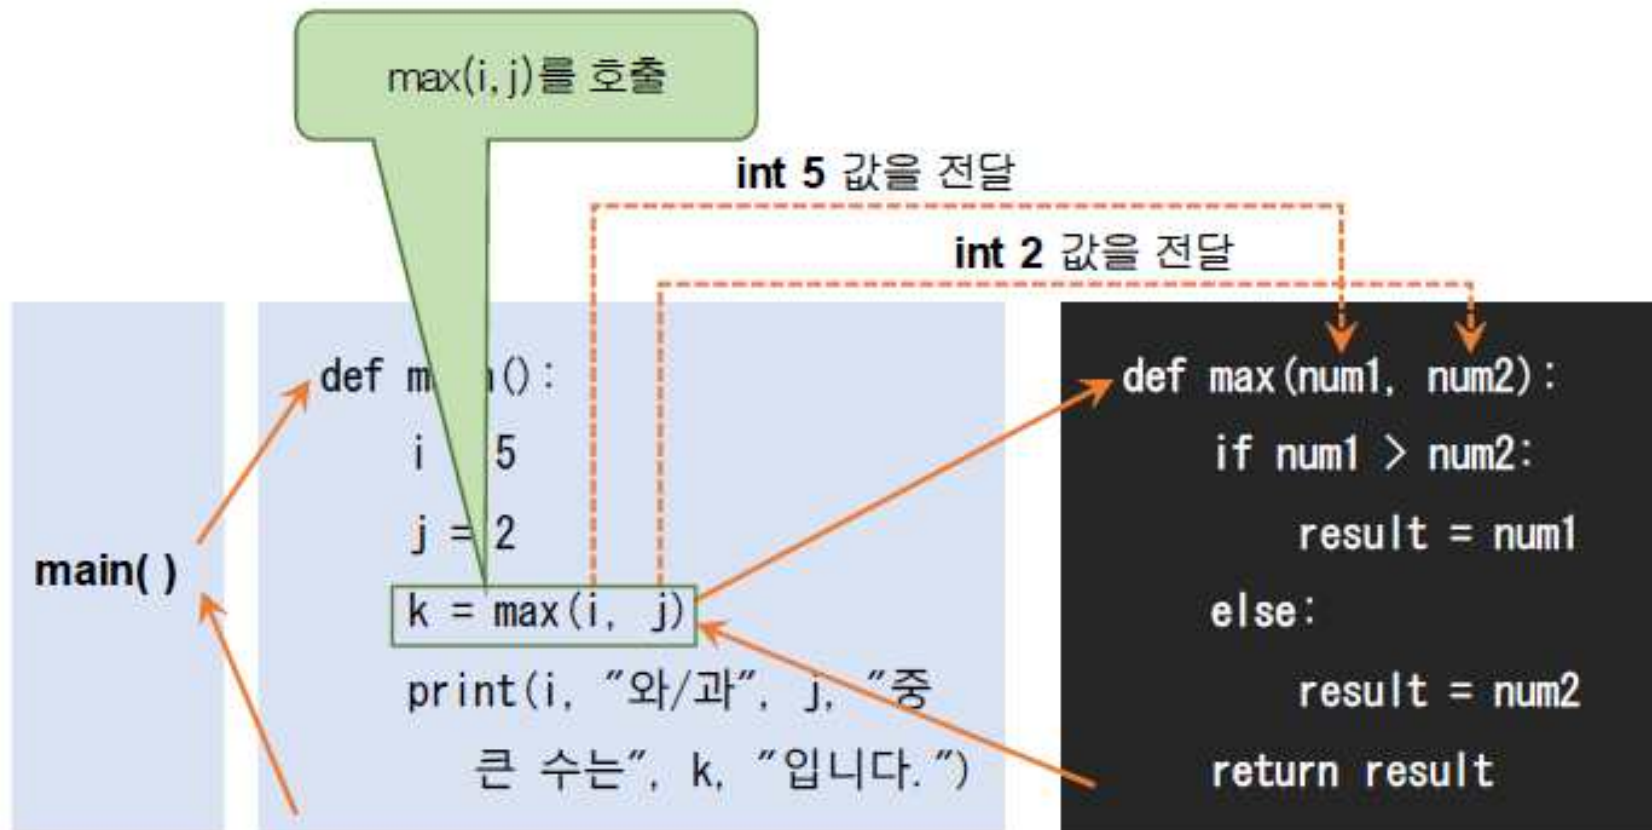 max(i,j)를 호출
int 5 값을 전달
int 2 값을 전달
main( )
def m n():
i 5
j = 2
k = max(i, j)
print(i, "와/과", j, "중
큰 수는", k, "입니다.")
def max(num1, num2):
if num1 > num2:
result = num1
else:
result = num2
return result